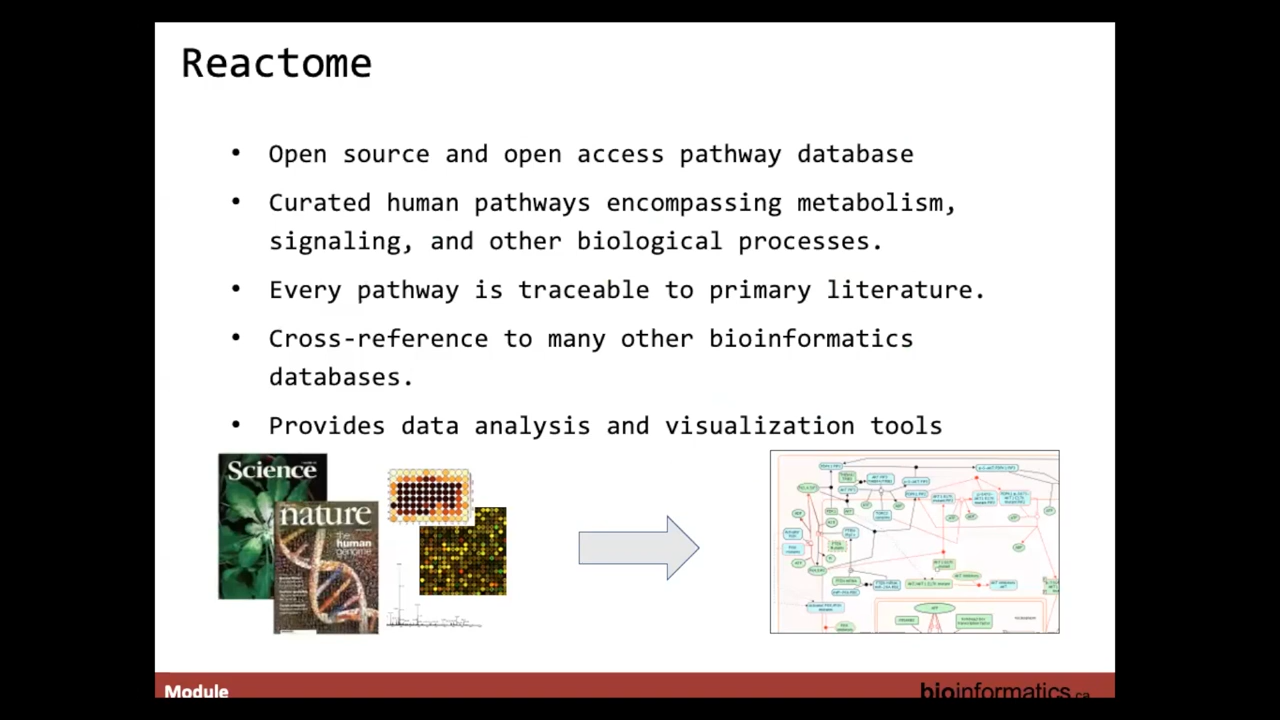 Reactome
• Open source and open access pathway database
• Curated human pathways encompassing metabolism,
signaling, and other biological processes.
• Every pathway is traceable to primary literature.
• Cross-reference to many other bioinformatics
databases.
• Provides data analysis and visualization tools
Science
nature
the
human
genome
Module
bioinformatics.ca